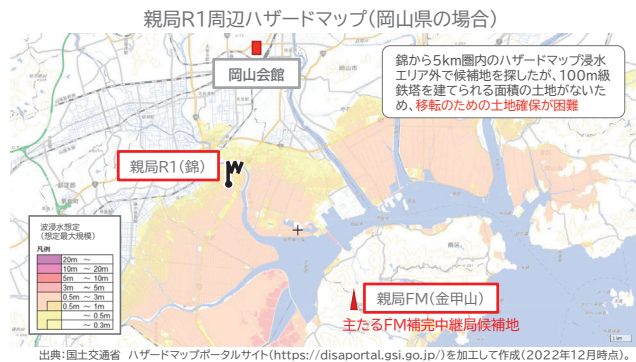 親局R1周辺ハザードマップ(岡山県の場合)
岡山会館
岡山市
錦から5km圏内のハザードマップ浸水
エリア外で候補地を探したが、100m級
鉄塔を建てられる面積の土地がないた
め、移転のための土地確保が困難
親局R1(錦)
波浸水想定
(想定最大規模)
凡例
20m ～
10m ～ 20m
5m ～ 10m
3m ～ 5m
0.5m ～ 3m
0.5m ～ 1m
～ 0.5m
～ 0.3m
親局FM(金甲山)
主たるFM補完中継局候補地
出典:国土交通省 ハザードマップポータルサイト(https://disaportal.gsi.go.jp/)を加工して作成(2022年12月時点)。